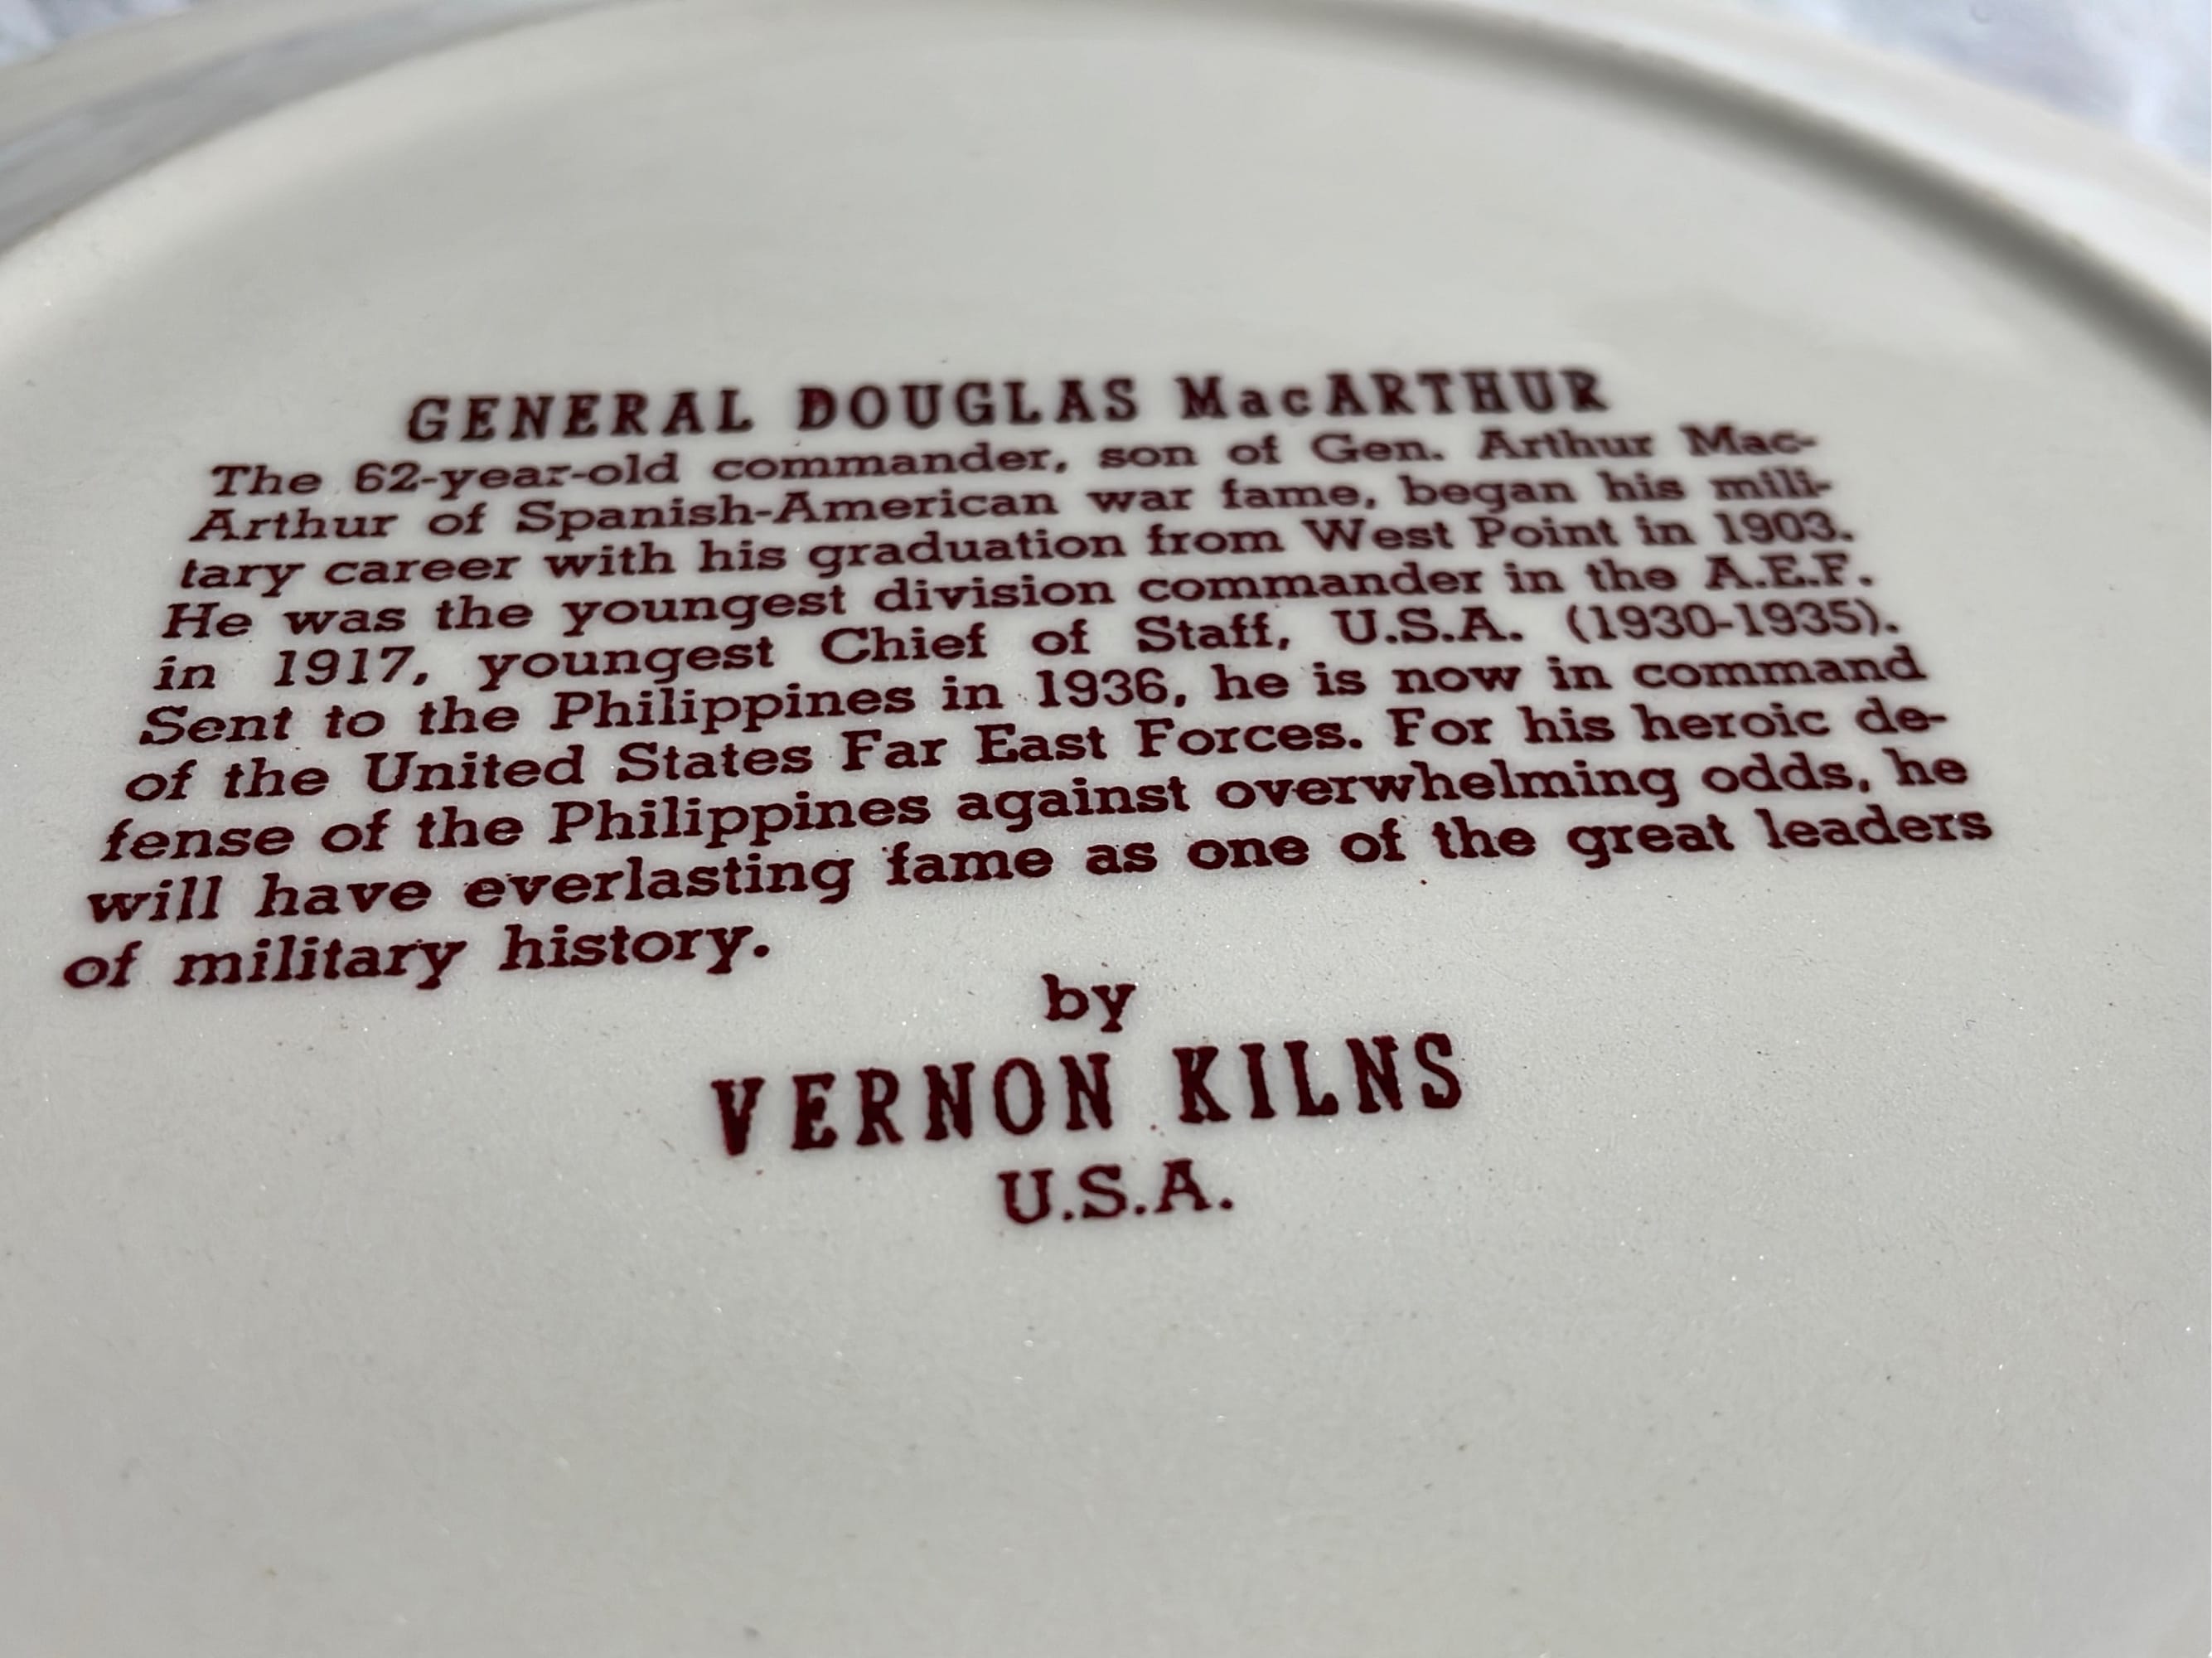 GENERAL DOUGLAS MacARTHUR
The 62-year-old commander, son of Gen. Arthur Mac-
Arthur of Spanish-American war fame, began his mili-
tary career with his graduation from West Point in 1903.
He was the youngest division commander in the A.E.F.
in 1917, youngest Chief of Staff, U.S.A. (1930-1935).
Sent to the Philippines in 1936, he is now in command
of the United States Far East Forces. For his heroic de-
fense of the Philippines against overwhelming odds, he
will have everlasting fame as one of the great leaders
of military history.
by
VERNON KILNS
U.S.A.